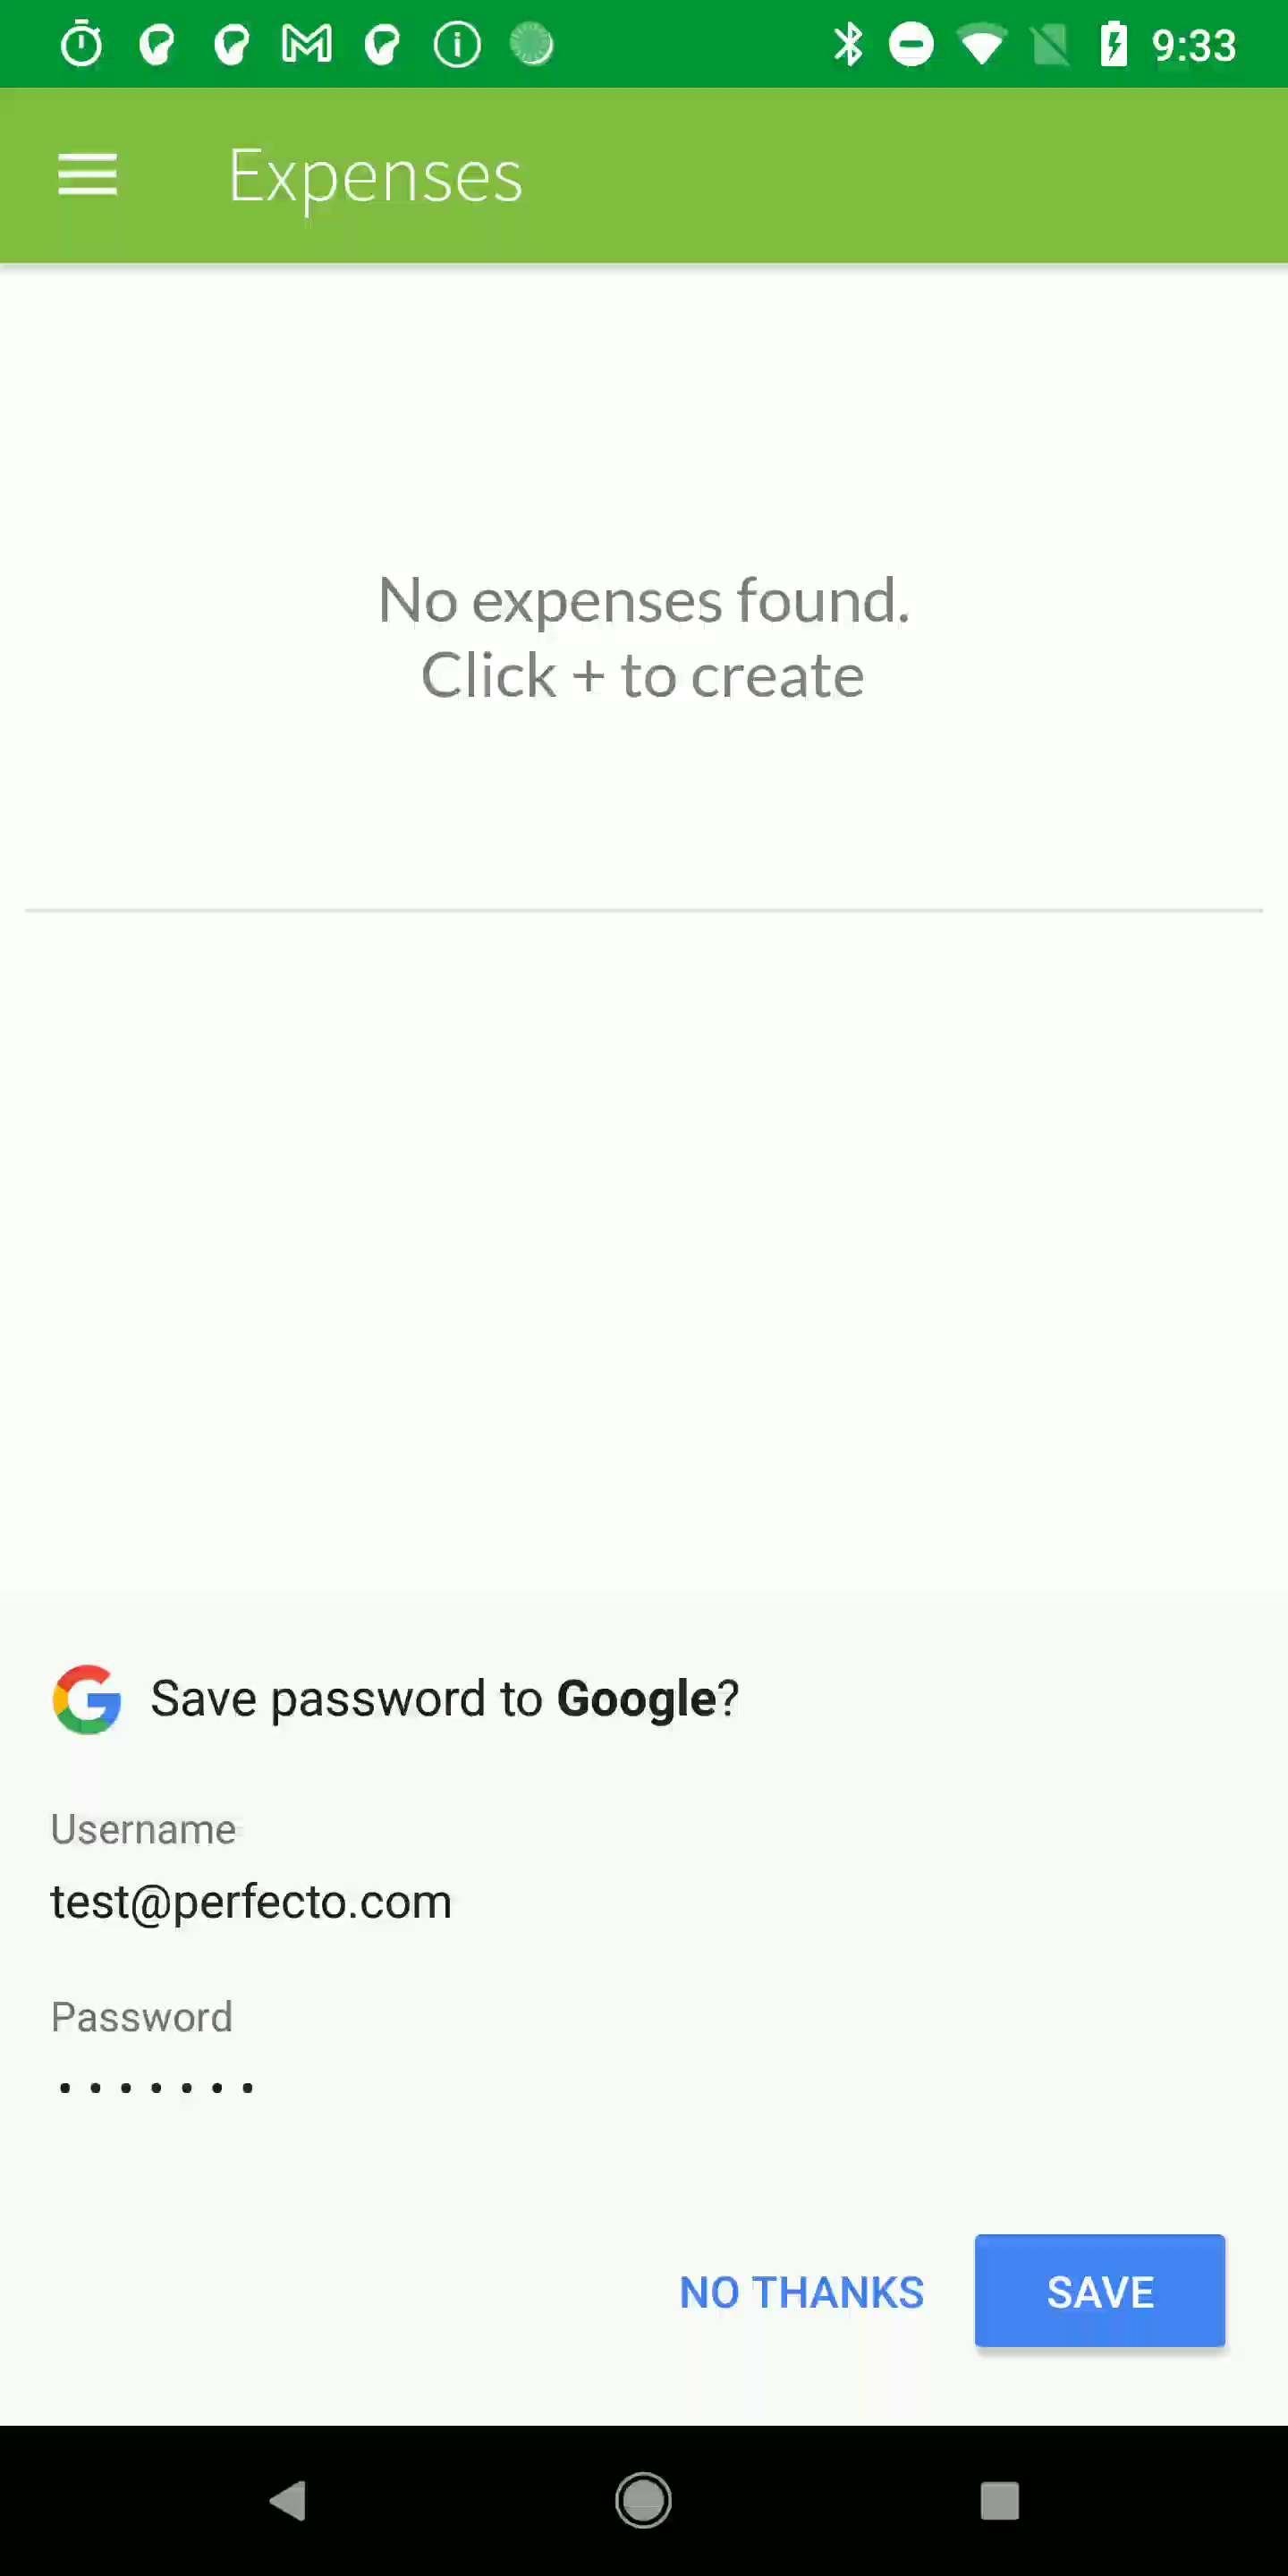 9:33
Expenses
No expenses found.
Click + to create
Save password to Google?
Username
test@perfecto.com
Password
•••••••
NO THANKS
SAVE